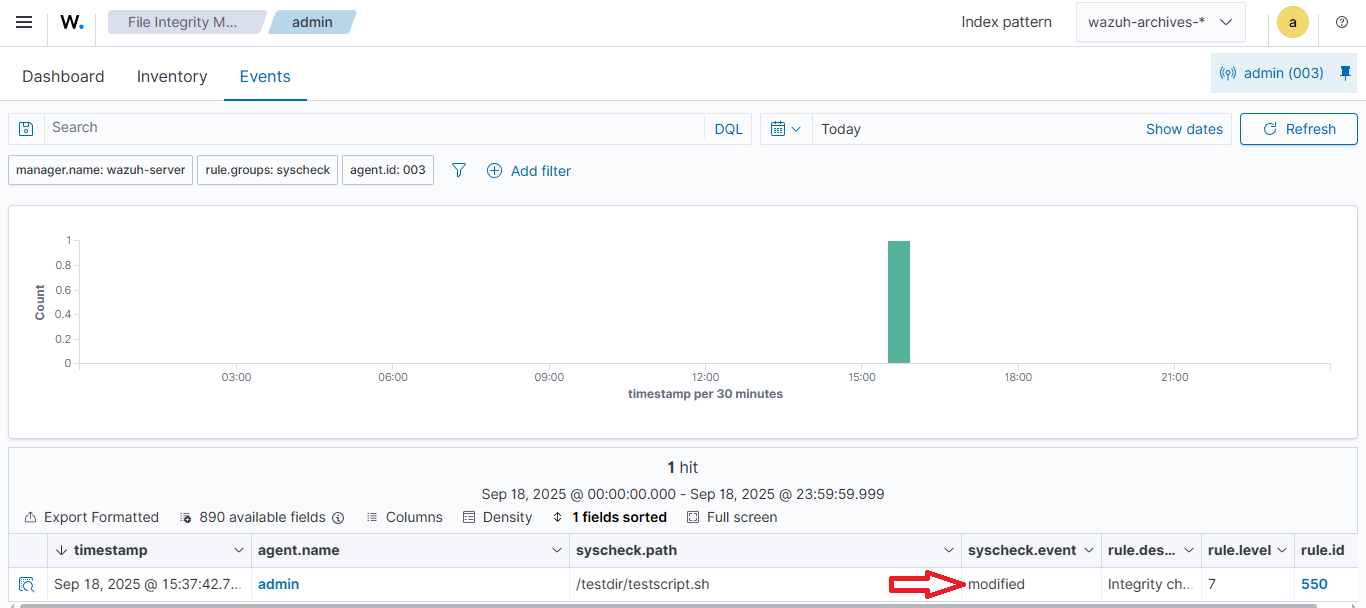 W. File Integrity M... admin Index pattern wazuh-archives-* a
Dashboard Inventory Events admin (003)
Search DQL Today Show dates Refresh
manager.name: wazuh-server rule.groups: syscheck agent.id: 003 Add filter
1
0.8
0.6
0.4
0.2
0
Count
03:00 06:00 09:00 12:00 15:00 18:00 21:00
timestamp per 30 minutes
1 hit
Sep 18, 2025 @ 00:00:00.000 - Sep 18, 2025 @ 23:59:59.999
Export Formatted 890 available fields Columns Density 1 fields sorted Full screen
timestamp agent.name syscheck.path syscheck.event rule.des... rule.level rule.id
Sep 18, 2025 @ 15:37:42.7... admin /testdir/testscript.sh modified Integrity ch... 7 550